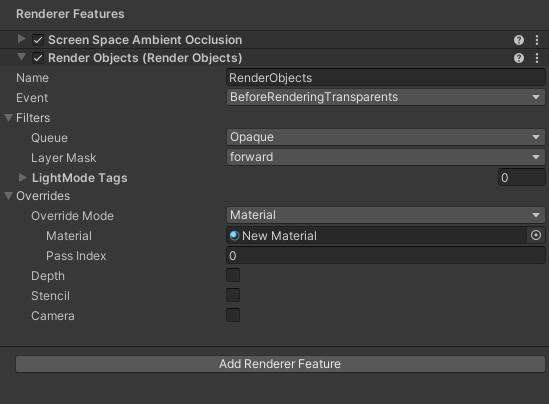 Renderer Features
Screen Space Ambient Occlusion
Render Objects (Render Objects)
Name RenderObjects
Event BeforeRenderingTransparents
Filters
Queue Opaque
Layer Mask forward
LightMode Tags 0
Overrides
Override Mode Material
Material New Material
Pass Index 0
Depth
Stencil
Camera
Add Renderer Feature